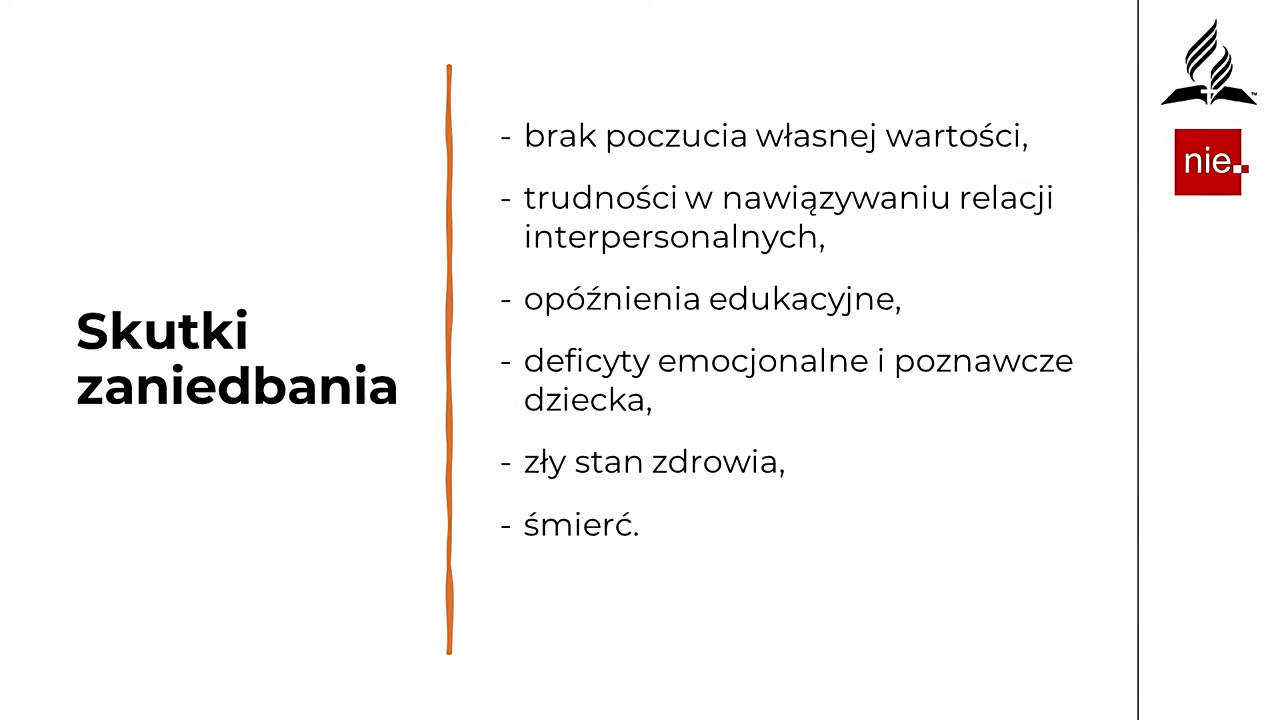 Skutki
zaniedbania
- brak poczucia własnej wartości,
- trudności w nawiązywaniu relacji
interpersonalnych,
- opóźnienia edukacyjne,
- deficyty emocjonalne i poznawcze
dziecka,
- zły stan zdrowia,
- śmierć.
nie.